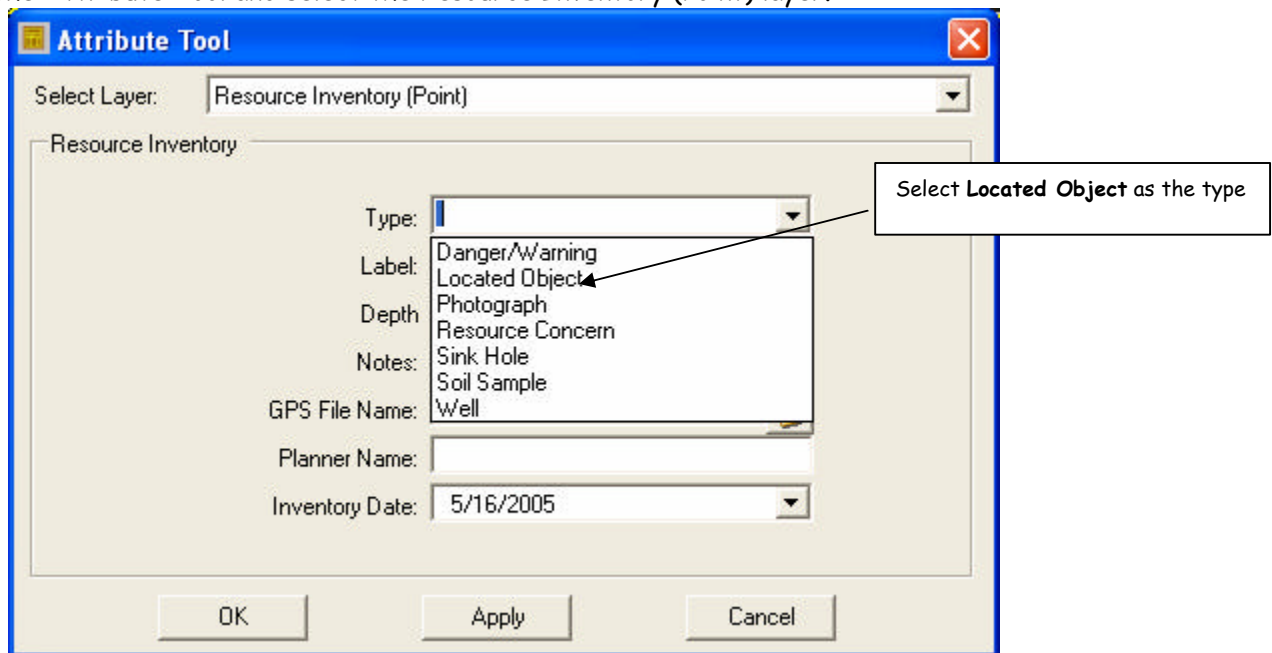 Attribute Tool
Select Layer: Resource Inventory (Point)
Resource Inventory
Select Located Object as the type
Type:
Danger/Warning
Label:
Located Object
Photograph
Depth
Resource Concern
Notes:
Sink Hole
Soil Sample
GPS File Name:
Well
Planner Name:
Inventory Date: 5/16/2005
OK Apply Cancel